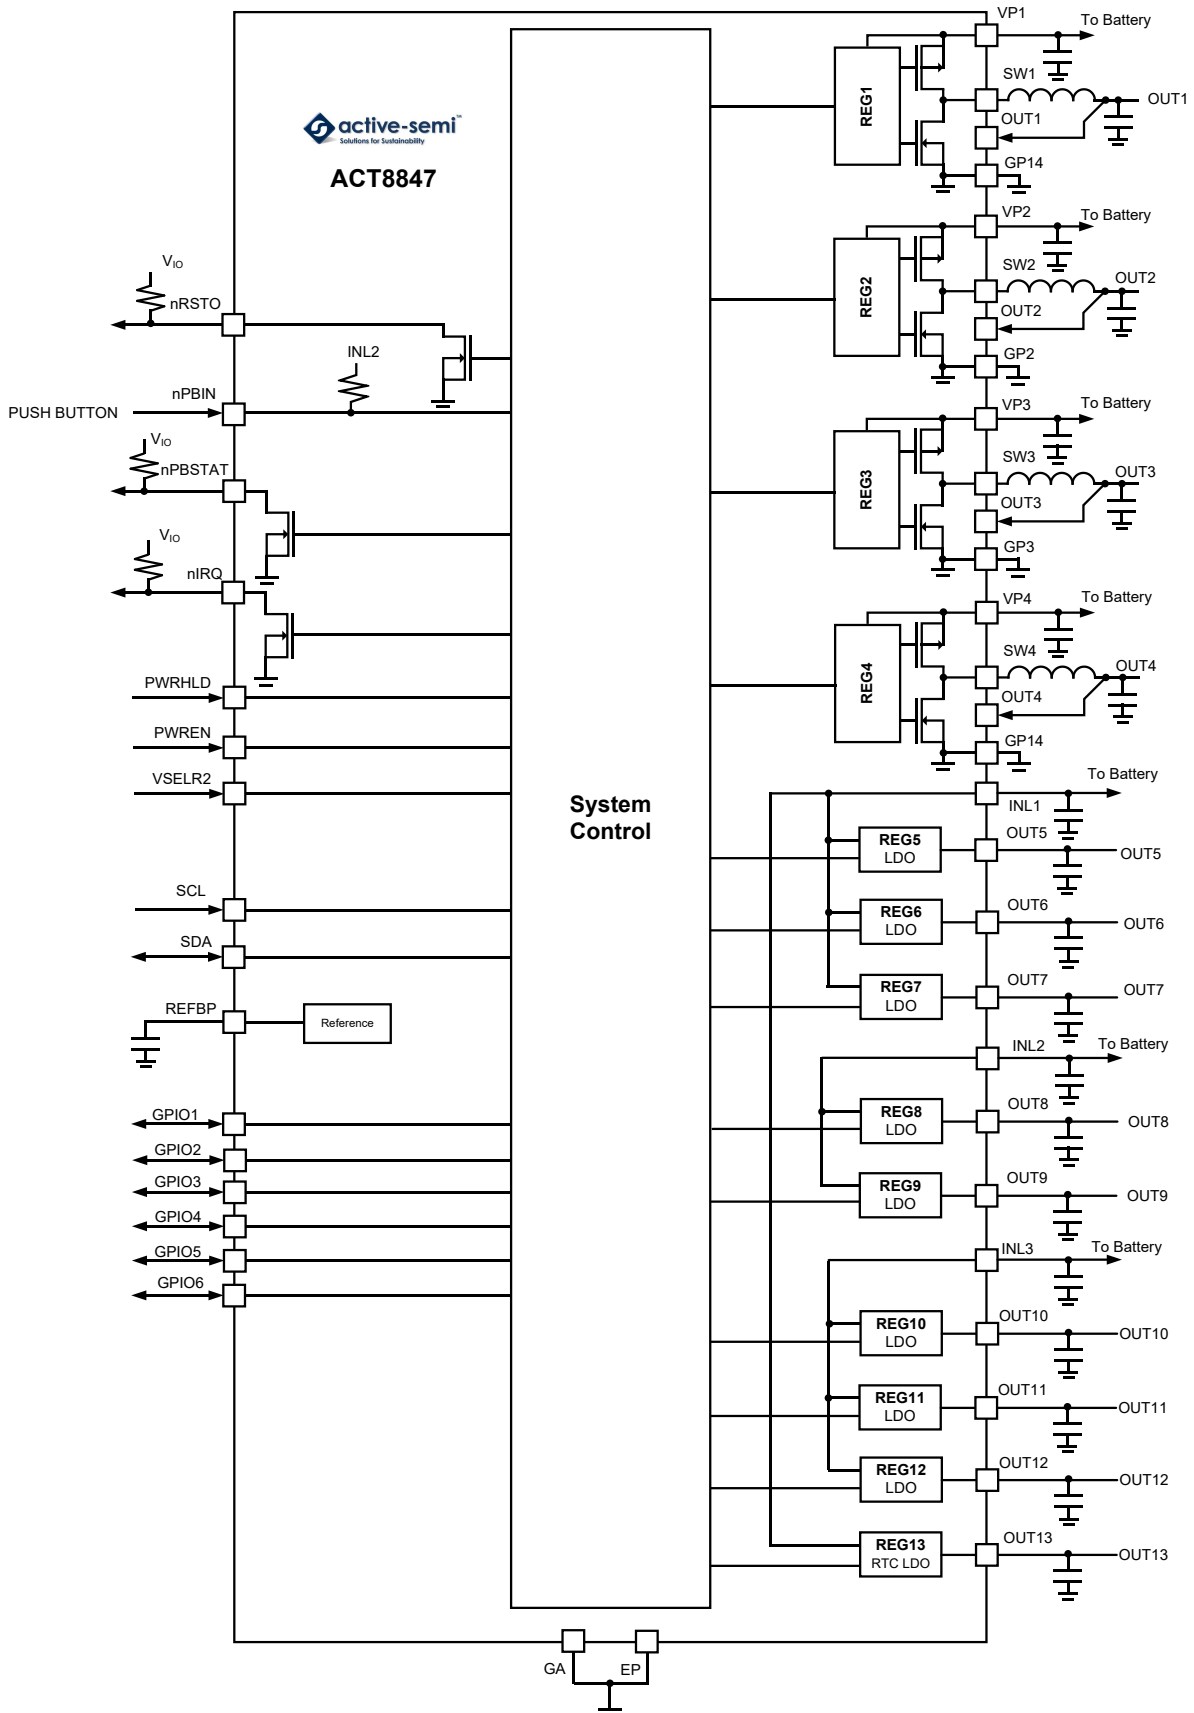 active-semi™
Solutions for Sustainability
ACT8847
System
Control
VIO
nRSTO
INL2
nPBIN
PUSH BUTTON
VIO
nPBSTAT
VIO
nIRQ
PWRHLD
PWREN
VSELR2
SCL
SDA
REFBP
Reference
GPIO1
GPIO2
GPIO3
GPIO4
GPIO5
GPIO6
VP1
To Battery
REG1
SW1
OUT1
OUT1
GP14
VP2
To Battery
REG2
SW2
OUT2
OUT2
GP2
VP3
To Battery
REG3
SW3
OUT3
OUT3
GP3
VP4
To Battery
REG4
SW4
OUT4
OUT4
GP14
To Battery
INL1
REG5
LDO
OUT5
OUT5
REG6
LDO
OUT6
OUT6
REG7
LDO
OUT7
OUT7
INL2
To Battery
REG8
LDO
OUT8
OUT8
REG9
LDO
OUT9
OUT9
INL3
To Battery
REG10
LDO
OUT10
OUT10
REG11
LDO
OUT11
OUT11
REG12
LDO
OUT12
OUT12
REG13
RTC LDO
OUT13
OUT13
GA
EP